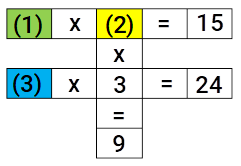 (1) x (2) = 15
x
(3) x 3 = 24
=
9